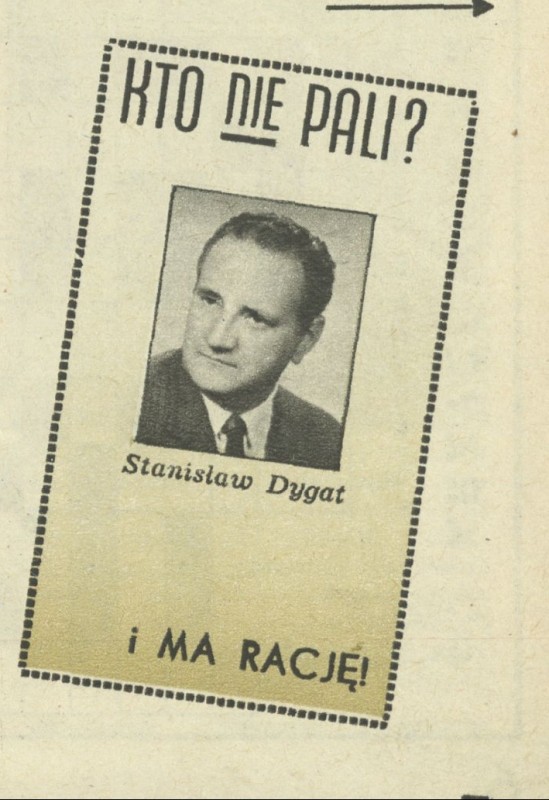 KTO NIE PALI?
Stanisław Dygat
i MA RACJĘ!